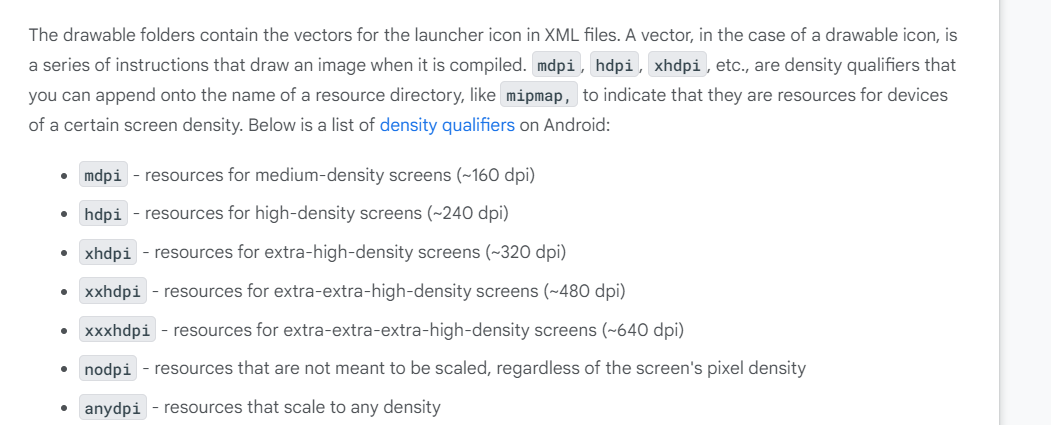 The drawable folders contain the vectors for the launcher icon in XML files. A vector, in the case of a drawable icon, is
a series of instructions that draw an image when it is compiled. mdpi, hdpi, xhdpi, etc., are density qualifiers that
you can append onto the name of a resource directory, like mipmap, to indicate that they are resources for devices
of a certain screen density. Below is a list of density qualifiers on Android:
• mdpi - resources for medium-density screens (~160 dpi)
• hdpi - resources for high-density screens (~240 dpi)
• xhdpi - resources for extra-high-density screens (~320 dpi)
• xxhdpi - resources for extra-extra-high-density screens (~480 dpi)
• xxxhdpi - resources for extra-extra-extra-high-density screens (~640 dpi)
• nodpi - resources that are not meant to be scaled, regardless of the screen's pixel density
• anydpi - resources that scale to any density